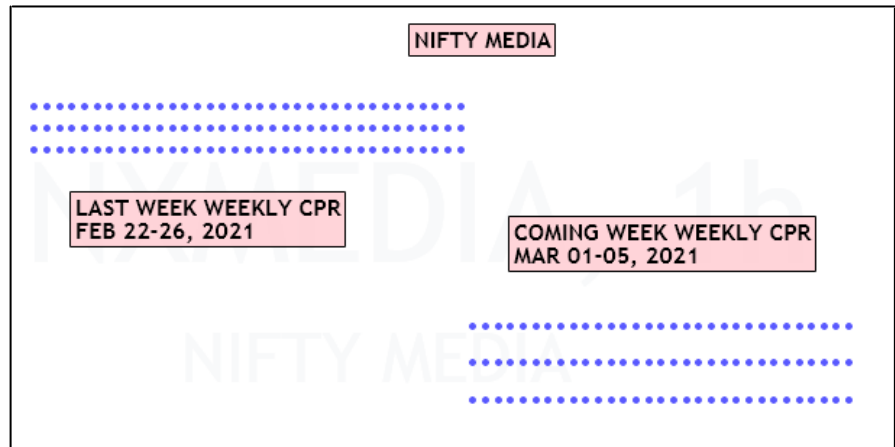 NIFTY MEDIA
LAST WEEK WEEKLY CPR
FEB 22-26, 2021
COMING WEEK WEEKLY CPR
MAR 01-05, 2021
NXMEDIA, 1h
NIFTY MEDIA